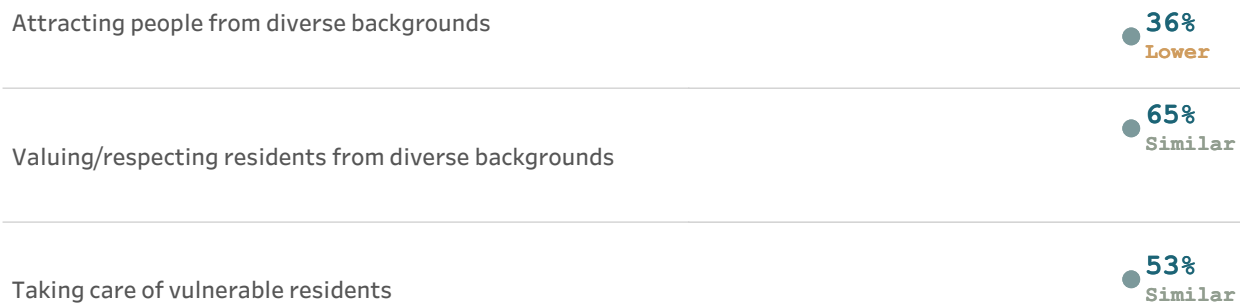 Attracting people from diverse backgrounds
36%
Lower
Valuing/respecting residents from diverse backgrounds
65%
Similar
Taking care of vulnerable residents
53%
Similar